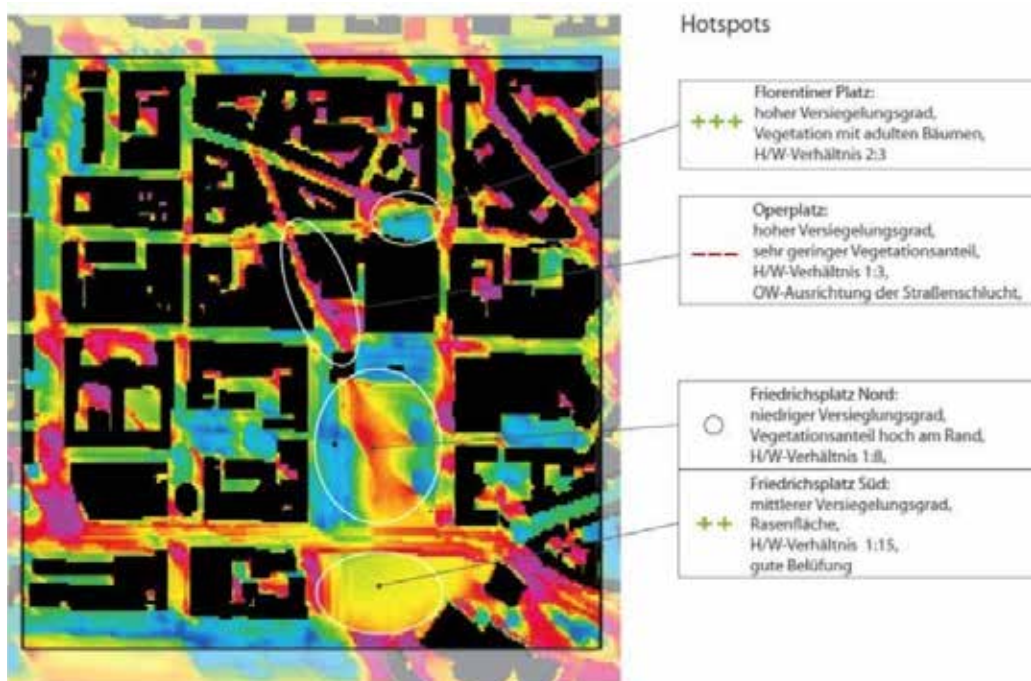 Hotspots
Florentiner Platz:
hoher Versiegelungsgrad,
Vegetation mit adulten Bäumen,
H/W-Verhältnis 2:3
Operplatz:
hoher Versiegelungsgrad,
sehr geringer Vegetationsanteil,
H/W-Verhältnis 1:3,
OW-Ausrichtung der Straßenschlucht,
Friedrichsplatz Nord:
niedriger Versieglungsgrad,
Vegetationsanteil hoch am Rand,
H/W-Verhältnis 1:8,
Friedrichsplatz Süd:
mittlerer Versiegelungsgrad,
Rasenfläche,
H/W-Verhältnis 1:15,
gute Belüfung